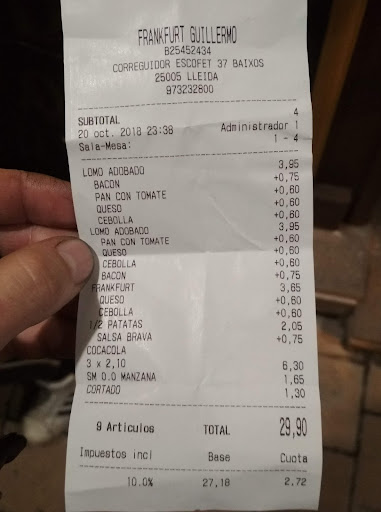 FRANKFURT GUILLERMO
B25452434
CORREGUIDOR ESCOFET 37 BAIXOS
25005 LLEIDA
973232800
SUBTOTAL 4
20 oct. 2018 23:38 Administrador 1
Sala-Mesa: 1 - 4
LOMO ADOBADO 3,95
BACON +0,75
PAN CON TOMATE +0,60
QUESO +0,60
CEBOLLA +0,60
LOMO ADOBADO 3,95
PAN CON TOMATE +0,60
QUESO +0,60
CEBOLLA +0,60
BACON +0,75
FRANKFURT 3,65
QUESO +0,60
CEBOLLA +0,60
1/2 PATATAS 2,05
SALSA BRAVA +0,75
COCACOLA
3 x 2,10 6,30
SM D.O MANZANA 1,65
CORTADO 1,30
9 Artículos TOTAL 29,90
Impuestos incl Base Cuota
10.0% 27,18 2,72